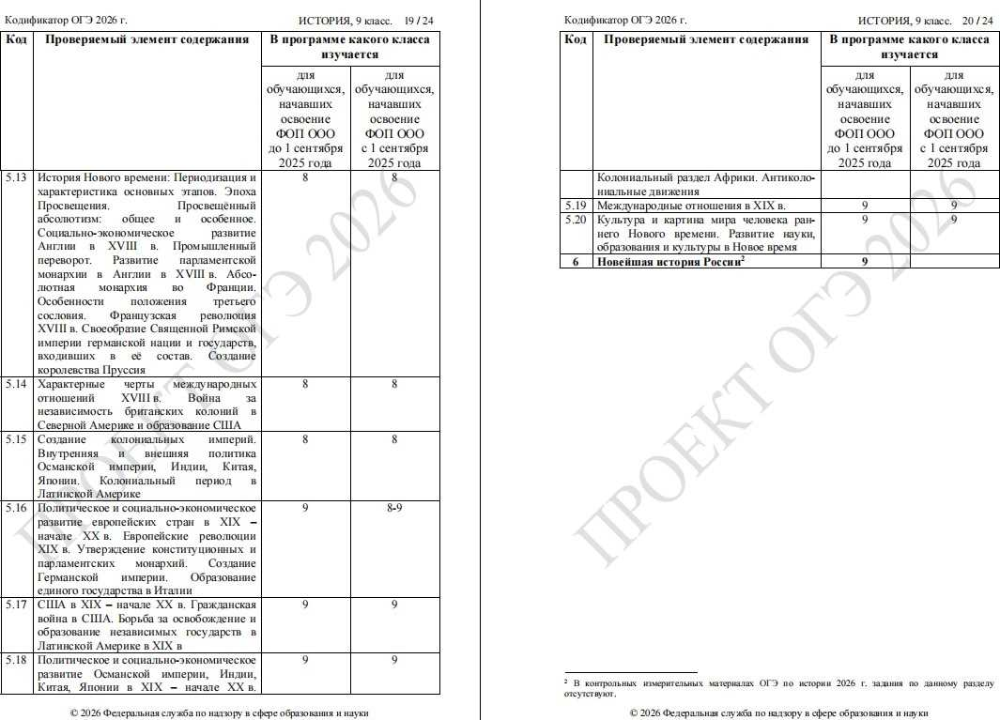 Кодификатор ОГЭ 2026 г. ИСТОРИЯ, 9 класс. 19 / 24
Код Проверяемый элемент содержания В программе какого класса
изучается
для для
обучающихся, обучающихся,
начавших начавших
освоение освоение
ФОП ООО ФОП ООО
до 1 сентября с 1 сентября
2025 года 2025 года
5.13 История Нового времени: Периодизация и 8 8
характеристика основных этапов. Эпоха
Просвещения. Просвещённый
абсолютизм: общее и особенное.
Социально-экономическое развитие
Англии в XVIII в. Промышленный
переворот. Развитие парламентской
монархии в Англии в XVIII в. Абсо-
лютная монархия во Франции.
Особенности положения третьего
сословия. Французская революция
XVIII в. Своеобразие Священной Римской
империи германской нации и государств,
входивших в её состав. Создание
королевства Пруссия
5.14 Характерные черты международных 8 8
отношений XVIII в. Война за
независимость британских колоний в
Северной Америке и образование США
5.15 Создание колониальных империй. 8 8
Внутренняя и внешняя политика
Османской империи, Индии, Китая,
Японии. Колониальный период в
Латинской Америке
5.16 Политическое и социально-экономическое 9 8-9
развитие европейских стран в XIX –
начале XX в. Европейские революции
XIX в. Утверждение конституционных и
парламентских монархий. Создание
Германской империи. Образование
единого государства в Италии
5.17 США в XIX – начале XX в. Гражданская 9 9
война в США. Борьба за освобождение и
образование независимых государств в
Латинской Америке в XIX в
5.18 Политическое и социально-экономическое 9 9
развитие Османской империи, Индии,
Китая, Японии в XIX – начале XX в.
ПРОЕКТ ОГЭ 2026
© 2026 Федеральная служба по надзору в сфере образования и науки
Кодификатор ОГЭ 2026 г. ИСТОРИЯ, 9 класс. 20 / 24
Код Проверяемый элемент содержания В программе какого класса
изучается
для для
обучающихся, обучающихся,
начавших начавших
освоение освоение
ФОП ООО ФОП ООО
до 1 сентября с 1 сентября
2025 года 2025 года
Колониальный раздел Африки. Антиколо-
ниальные движения
5.19 Международные отношения в XIX в. 9 9
5.20 Культура и картина мира человека ран- 9 9
него Нового времени. Развитие науки,
образования и культуры в Новое время
6 Новейшая история России² 9
ПРОЕКТ ОГЭ 2026
² В контрольных измерительных материалах ОГЭ по истории 2026 г. задания по данному разделу
отсутствуют.
© 2026 Федеральная служба по надзору в сфере образования и науки